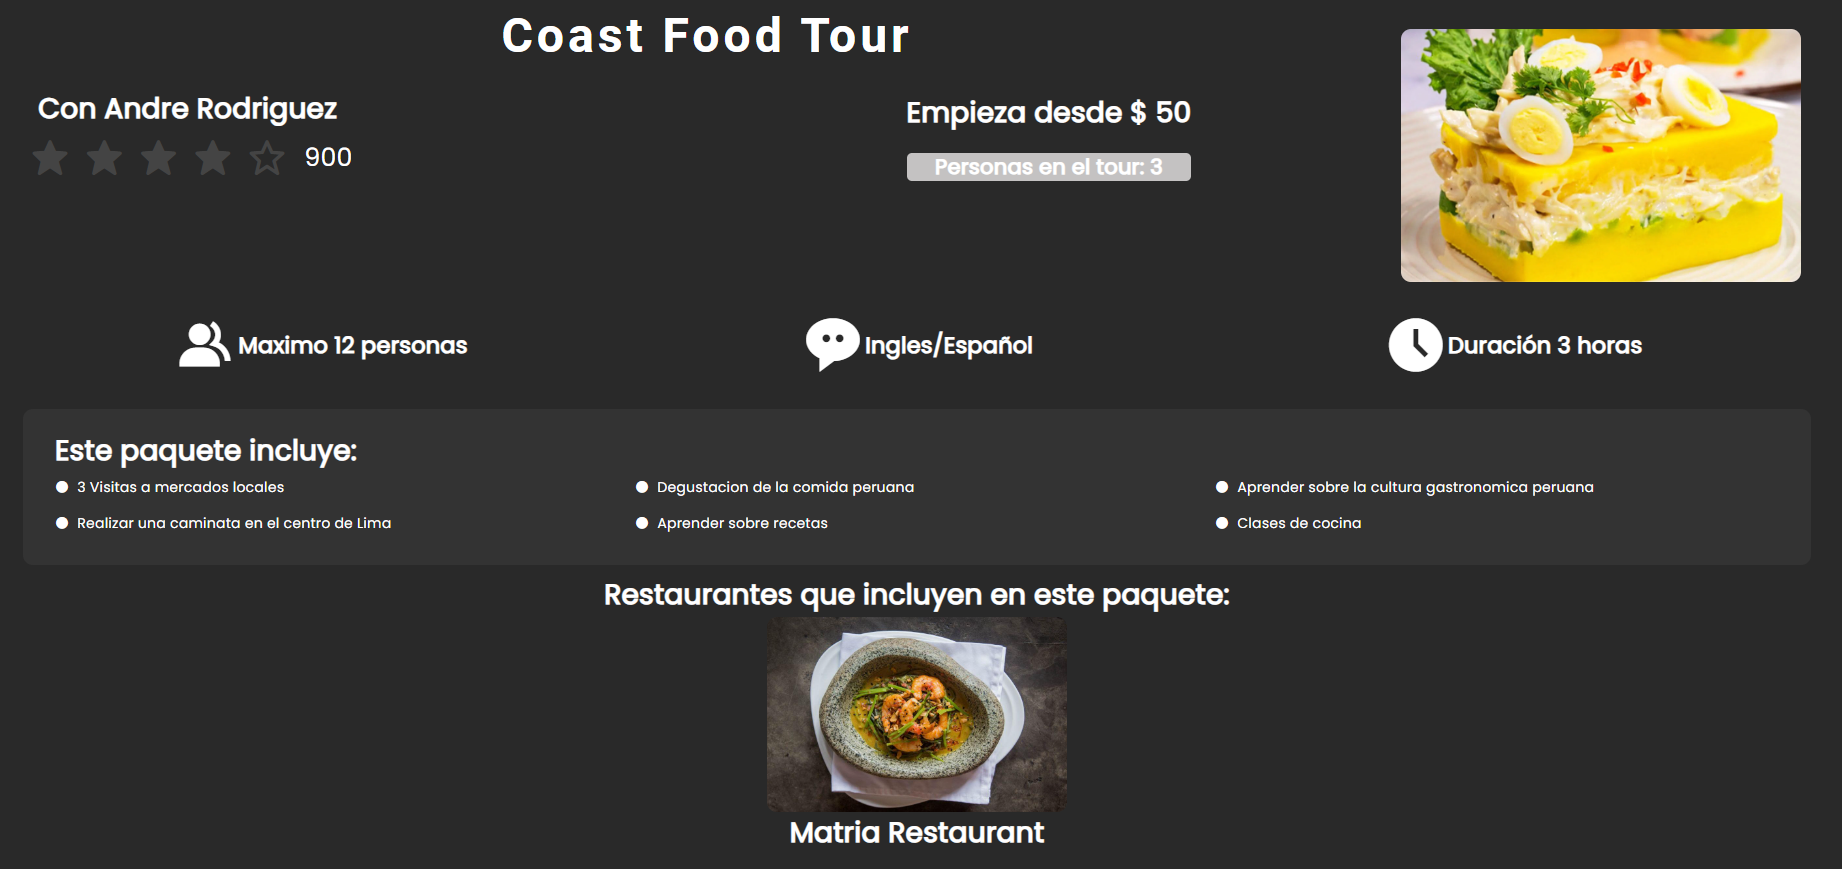 Coast Food Tour
Con Andre Rodriguez
900
Empieza desde $ 50
Personas en el tour: 3
Maximo 12 personas
Ingles/Español
Duración 3 horas
Este paquete incluye:
3 Visitas a mercados locales
Degustacion de la comida peruana
Aprender sobre la cultura gastronomica peruana
Realizar una caminata en el centro de Lima
Aprender sobre recetas
Clases de cocina
Restaurantes que incluyen en este paquete:
Matria Restaurant